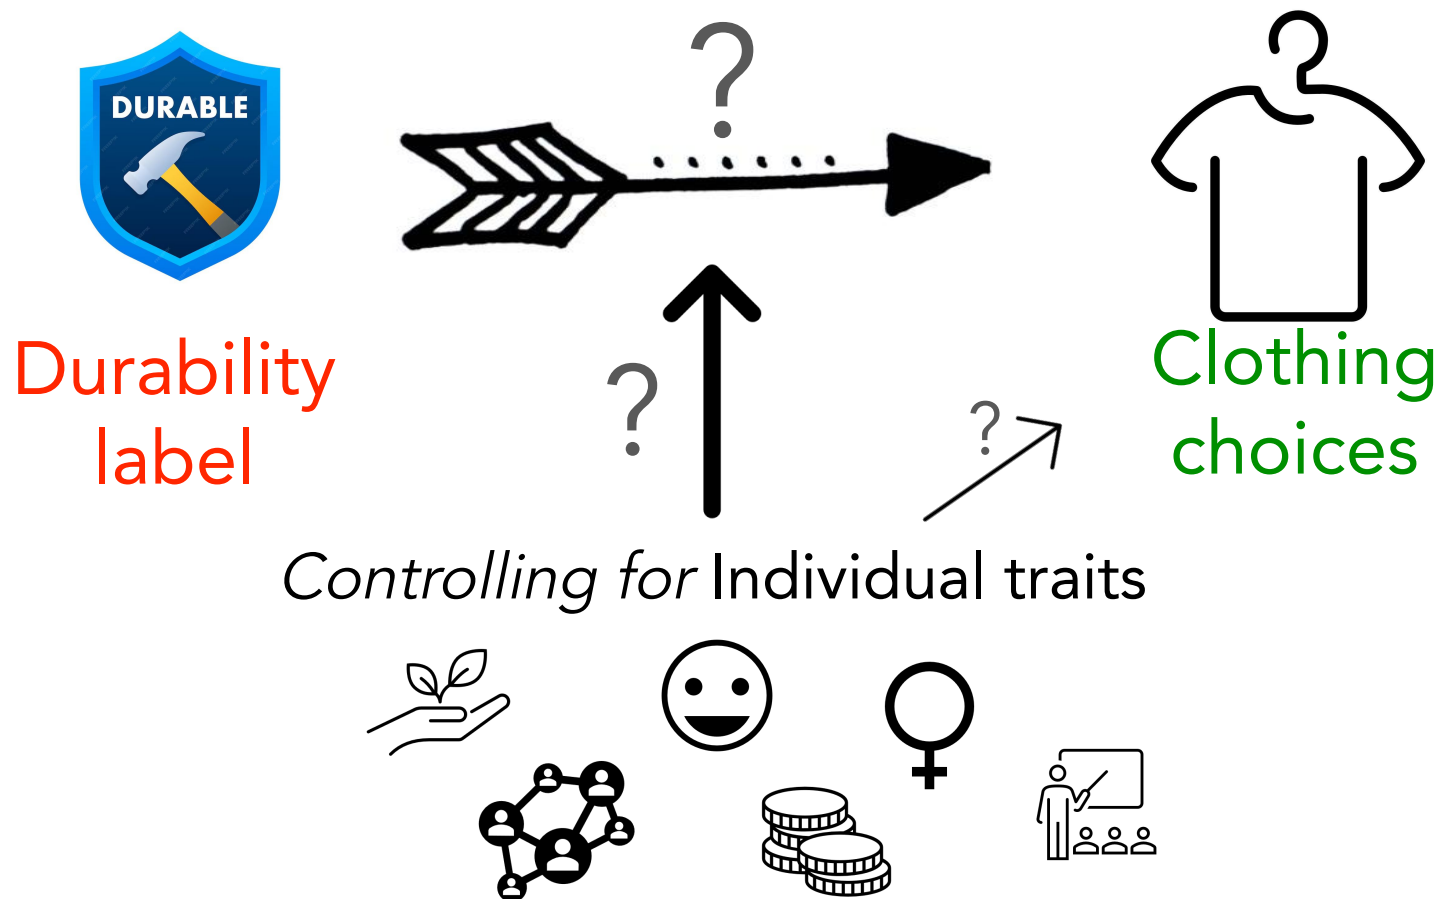 ?
DURABLE
Durability
label
Clothing
choices
?
?
Controlling for Individual traits